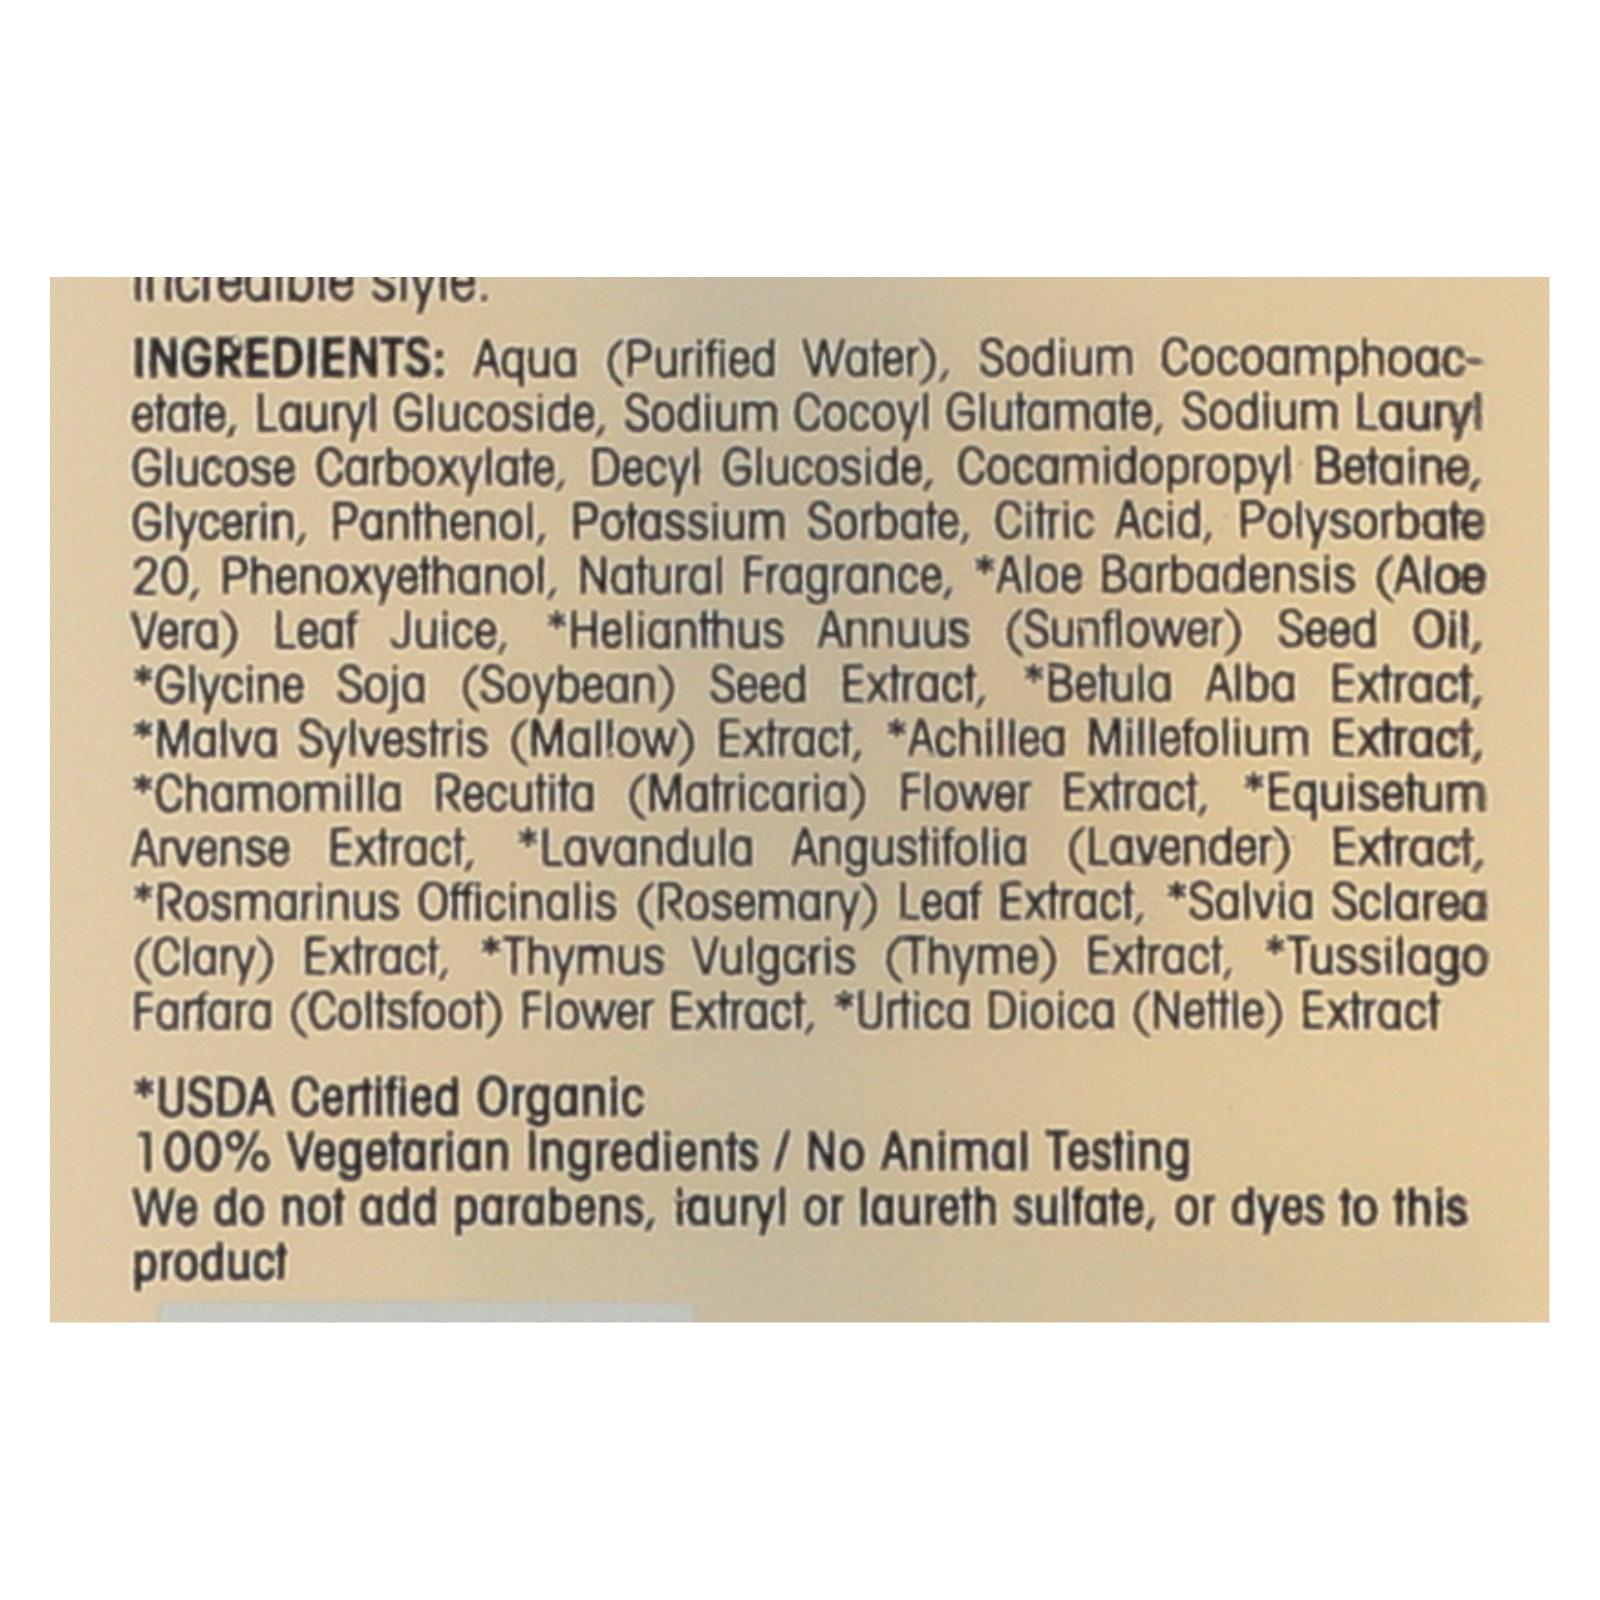 incredible style.
INGREDIENTS: Aqua (Purified Water), Sodium Cocoamphoac-
etate, Lauryl Glucoside, Sodium Cocoyl Glutamate, Sodium Lauryl
Glucose Carboxylate, Decyl Glucoside, Cocamidopropyl Betaine,
Glycerin, Panthenol, Potassium Sorbate, Citric Acid, Polysorbate
20, Phenoxyethanol, Natural Fragrance, *Aloe Barbadensis (Aloe
Vera) Leaf Juice, *Helianthus Annuus (Sunflower) Seed Oil,
*Glycine Soja (Soybean) Seed Extract, *Betula Alba Extract,
*Malva Sylvestris (Mallow) Extract, *Achillea Millefolium Extract,
*Chamomilla Recutita (Matricaria) Flower Extract, *Equisetum
Arvense Extract, *Lavandula Angustifolia (Lavender) Extract,
*Rosmarinus Officinalis (Rosemary) Leaf Extract, *Salvia Sclarea
(Clary) Extract, *Thymus Vulgaris (Thyme) Extract, *Tussilago
Farfara (Coltsfoot) Flower Extract, *Urtica Dioica (Nettle) Extract
*USDA Certified Organic
100% Vegetarian Ingredients / No Animal Testing
We do not add parabens, lauryl or laureth sulfate, or dyes to this
product